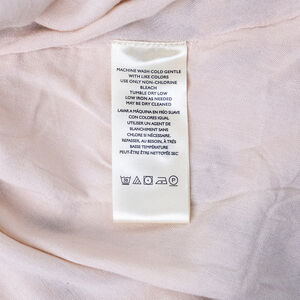 MACHINE WASH COLD GENTLE
WITH LIKE COLORS
USE ONLY NON-CHLORINE
BLEACH
TUMBLE DRY LOW
LOW IRON AS NEEDED
MAY BE DRY CLEANED
LAVAR A MÁQUINA EN FRÍO SUAVE
CON COLORES IGUAL
UTILISER UN AGENT DE
BLANCHIMENT SANS
CHLORE SI NÉCESSAIRE.
REPASSER, AU BESOIN, À TRÈS
BASSE TEMPÉRATURE
PEUT-ÊTRE ÊTRE NETTOYÉE SEC